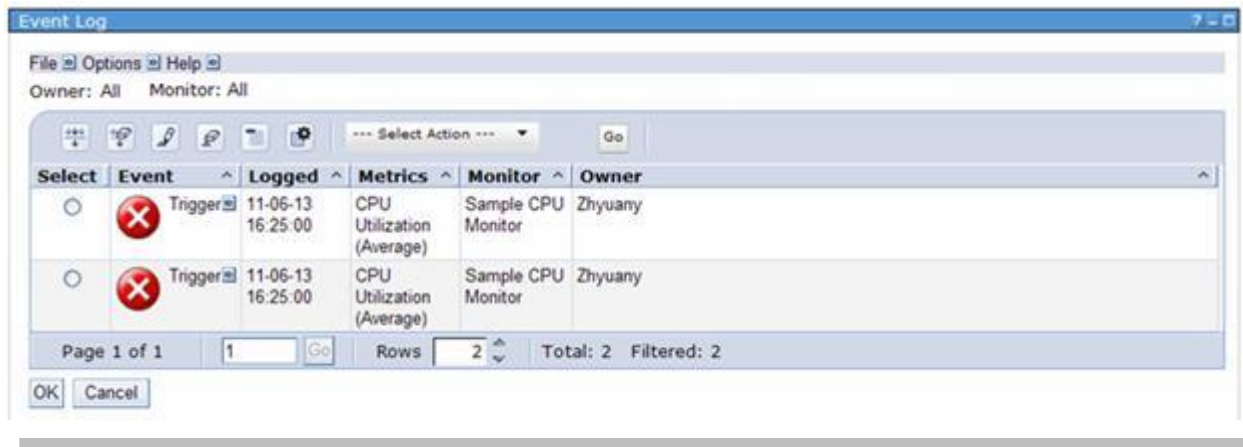 Event Log ? – □
File Options Help
Owner: All Monitor: All
--- Select Action --- Go
Select Event ^ Logged ^ Metrics ^ Monitor ^ Owner ^
Trigger 11-06-13 CPU Sample CPU Zhyuany
16:25:00 Utilization Monitor
(Average)
Trigger 11-06-13 CPU Sample CPU Zhyuany
16:25:00 Utilization Monitor
(Average)
Page 1 of 1 1 Go Rows 2 Total: 2 Filtered: 2
OK Cancel